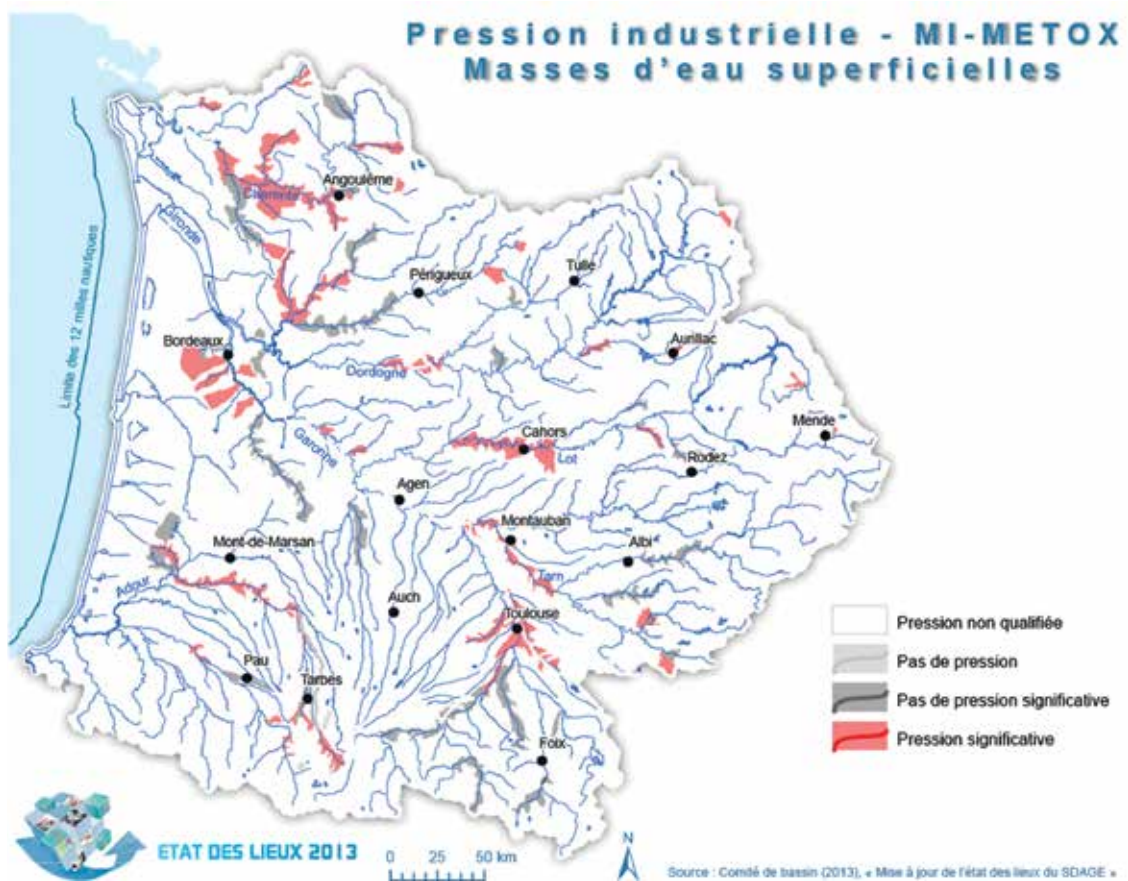 Pression industrielle - MI-METOX
Masses d'eau superficielles
Angoulême
Charente
Gironde
Limite des 12 milles nautiques
Périgueux
Tulle
Bordeaux
Aurillac
Dordogne
Mende
Garonne
Cahors
Lot
Rodez
Agen
Montauban
Mont-de-Marsan
Albi
Adour
Tarn
Auch
Toulouse
Pau
Tarbes
Foix
Pression non qualifiée
Pas de pression
Pas de pression significative
Pression significative
ETAT DES LIEUX 2013
0 25 50 km
N
Source : Comité de bassin (2013), « Mise à jour de l'état des lieux du SDAGE »